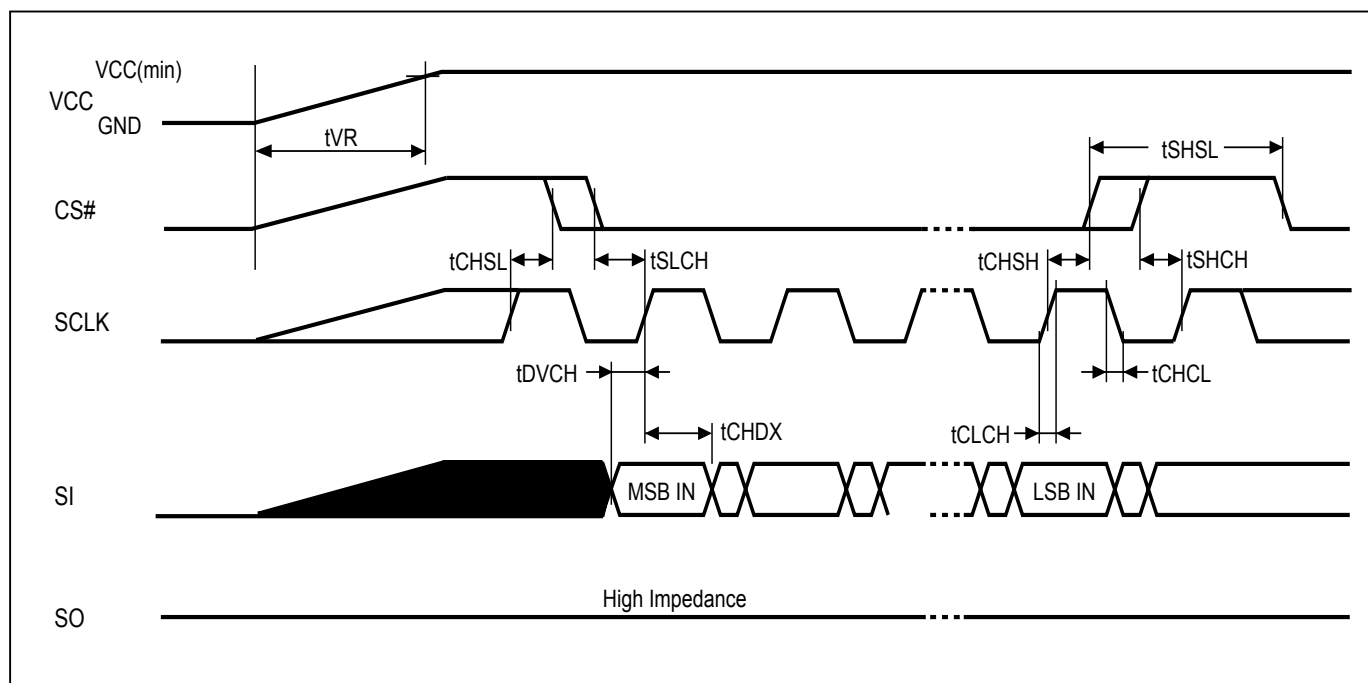 VCC(min)
VCC
GND
tVR
tSHSL
CS#
tCHSL
tSLCH
tCHSH
tSHCH
SCLK
tDVCH
tCHCL
tCHDX
tCLCH
SI
MSB IN
LSB IN
High Impedance
SO